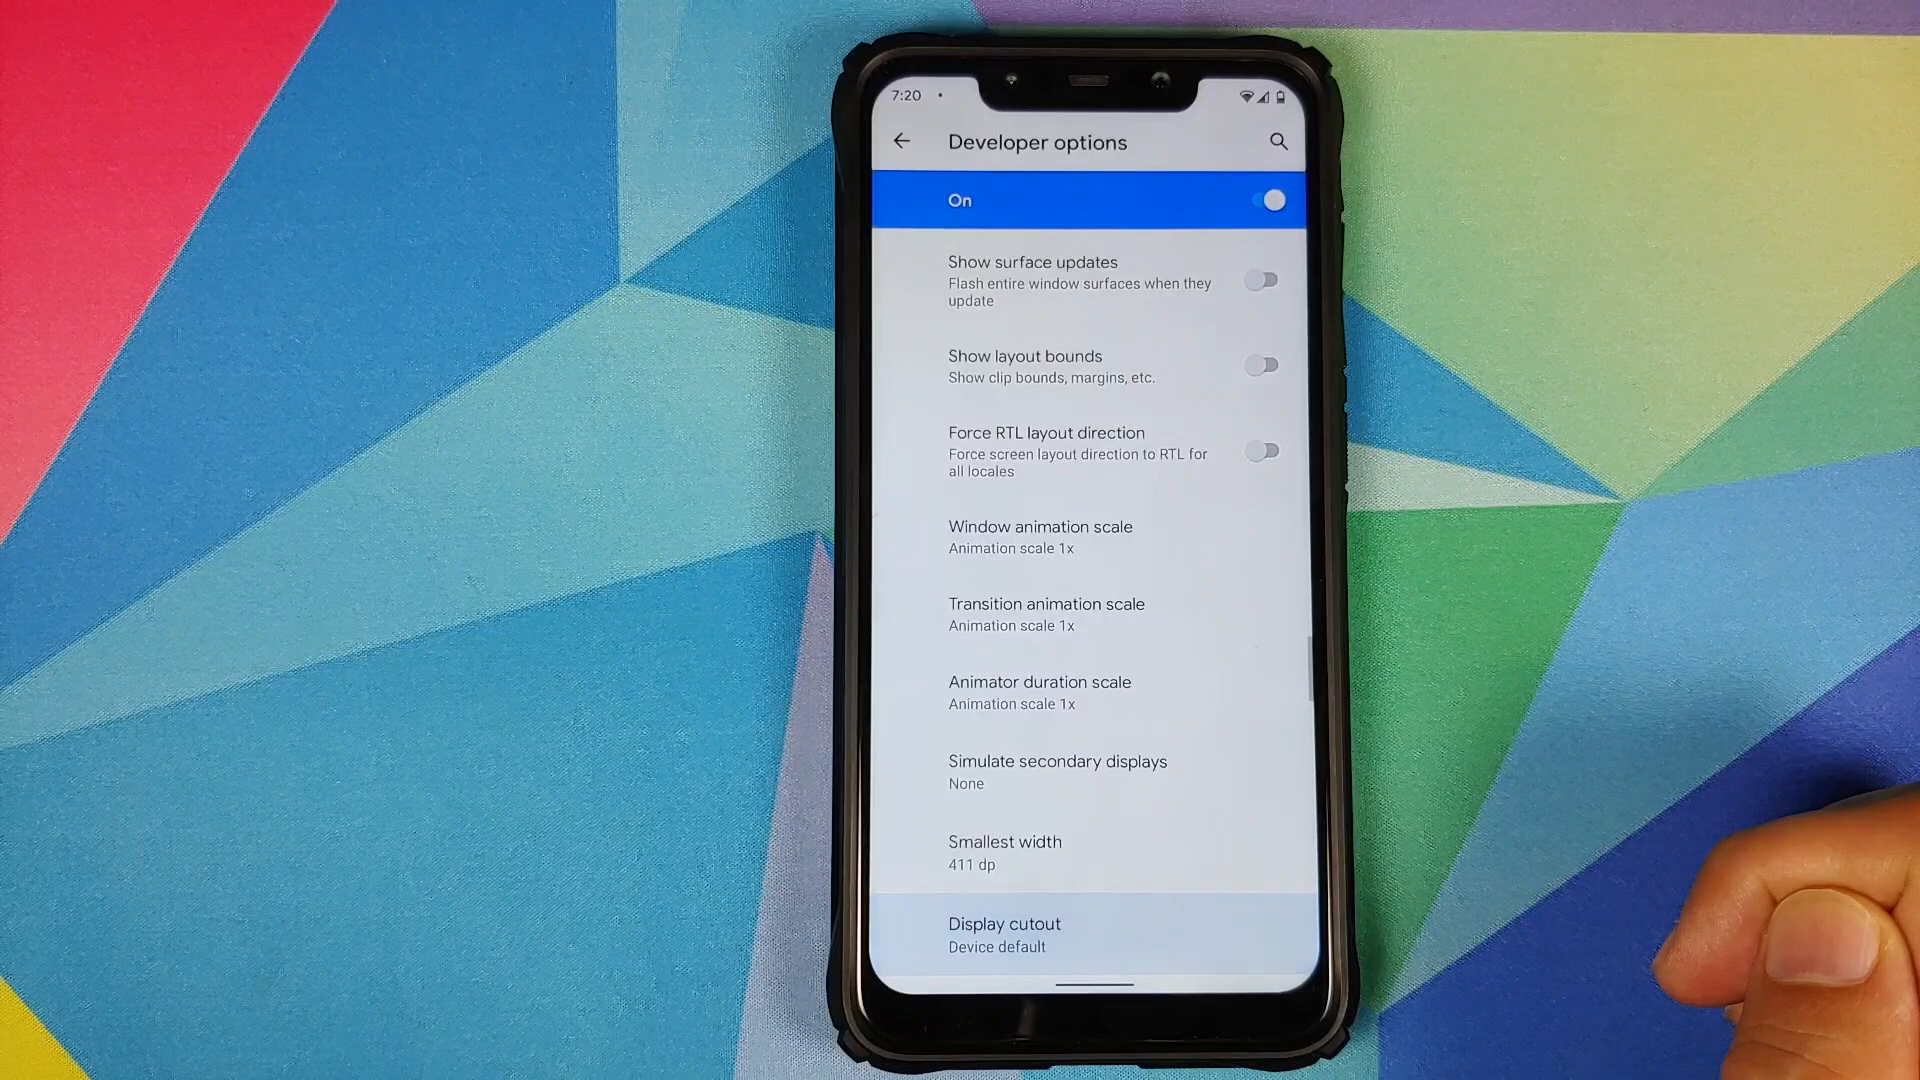 7:20
Developer options
On
Show surface updates
Flash entire window surfaces when they
update
Show layout bounds
Show clip bounds, margins, etc.
Force RTL layout direction
Force screen layout direction to RTL for
all locales
Window animation scale
Animation scale 1x
Transition animation scale
Animation scale 1x
Animator duration scale
Animation scale 1x
Simulate secondary displays
None
Smallest width
411 dp
Display cutout
Device default